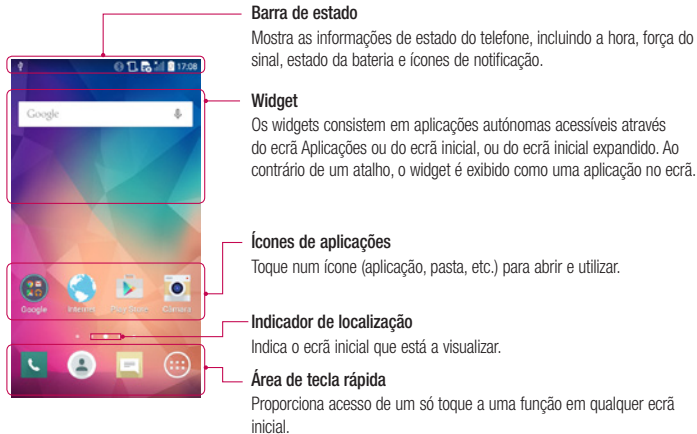 Barra de estado
Mostra as informações de estado do telefone, incluindo a hora, força do
sinal, estado da bateria e ícones de notificação.
17:08
Widget
Google
Os widgets consistem em aplicações autónomas acessíveis através
do ecrã Aplicações ou do ecrã inicial, ou do ecrã inicial expandido. Ao
contrário de um atalho, o widget é exibido como uma aplicação no ecrã.
Ícones de aplicações
Toque num ícone (aplicação, pasta, etc.) para abrir e utilizar.
Google Internet Play Store Câmara
Indicador de localização
Indica o ecrã inicial que está a visualizar.
Área de tecla rápida
Proporciona acesso de um só toque a uma função em qualquer ecrã
inicial.